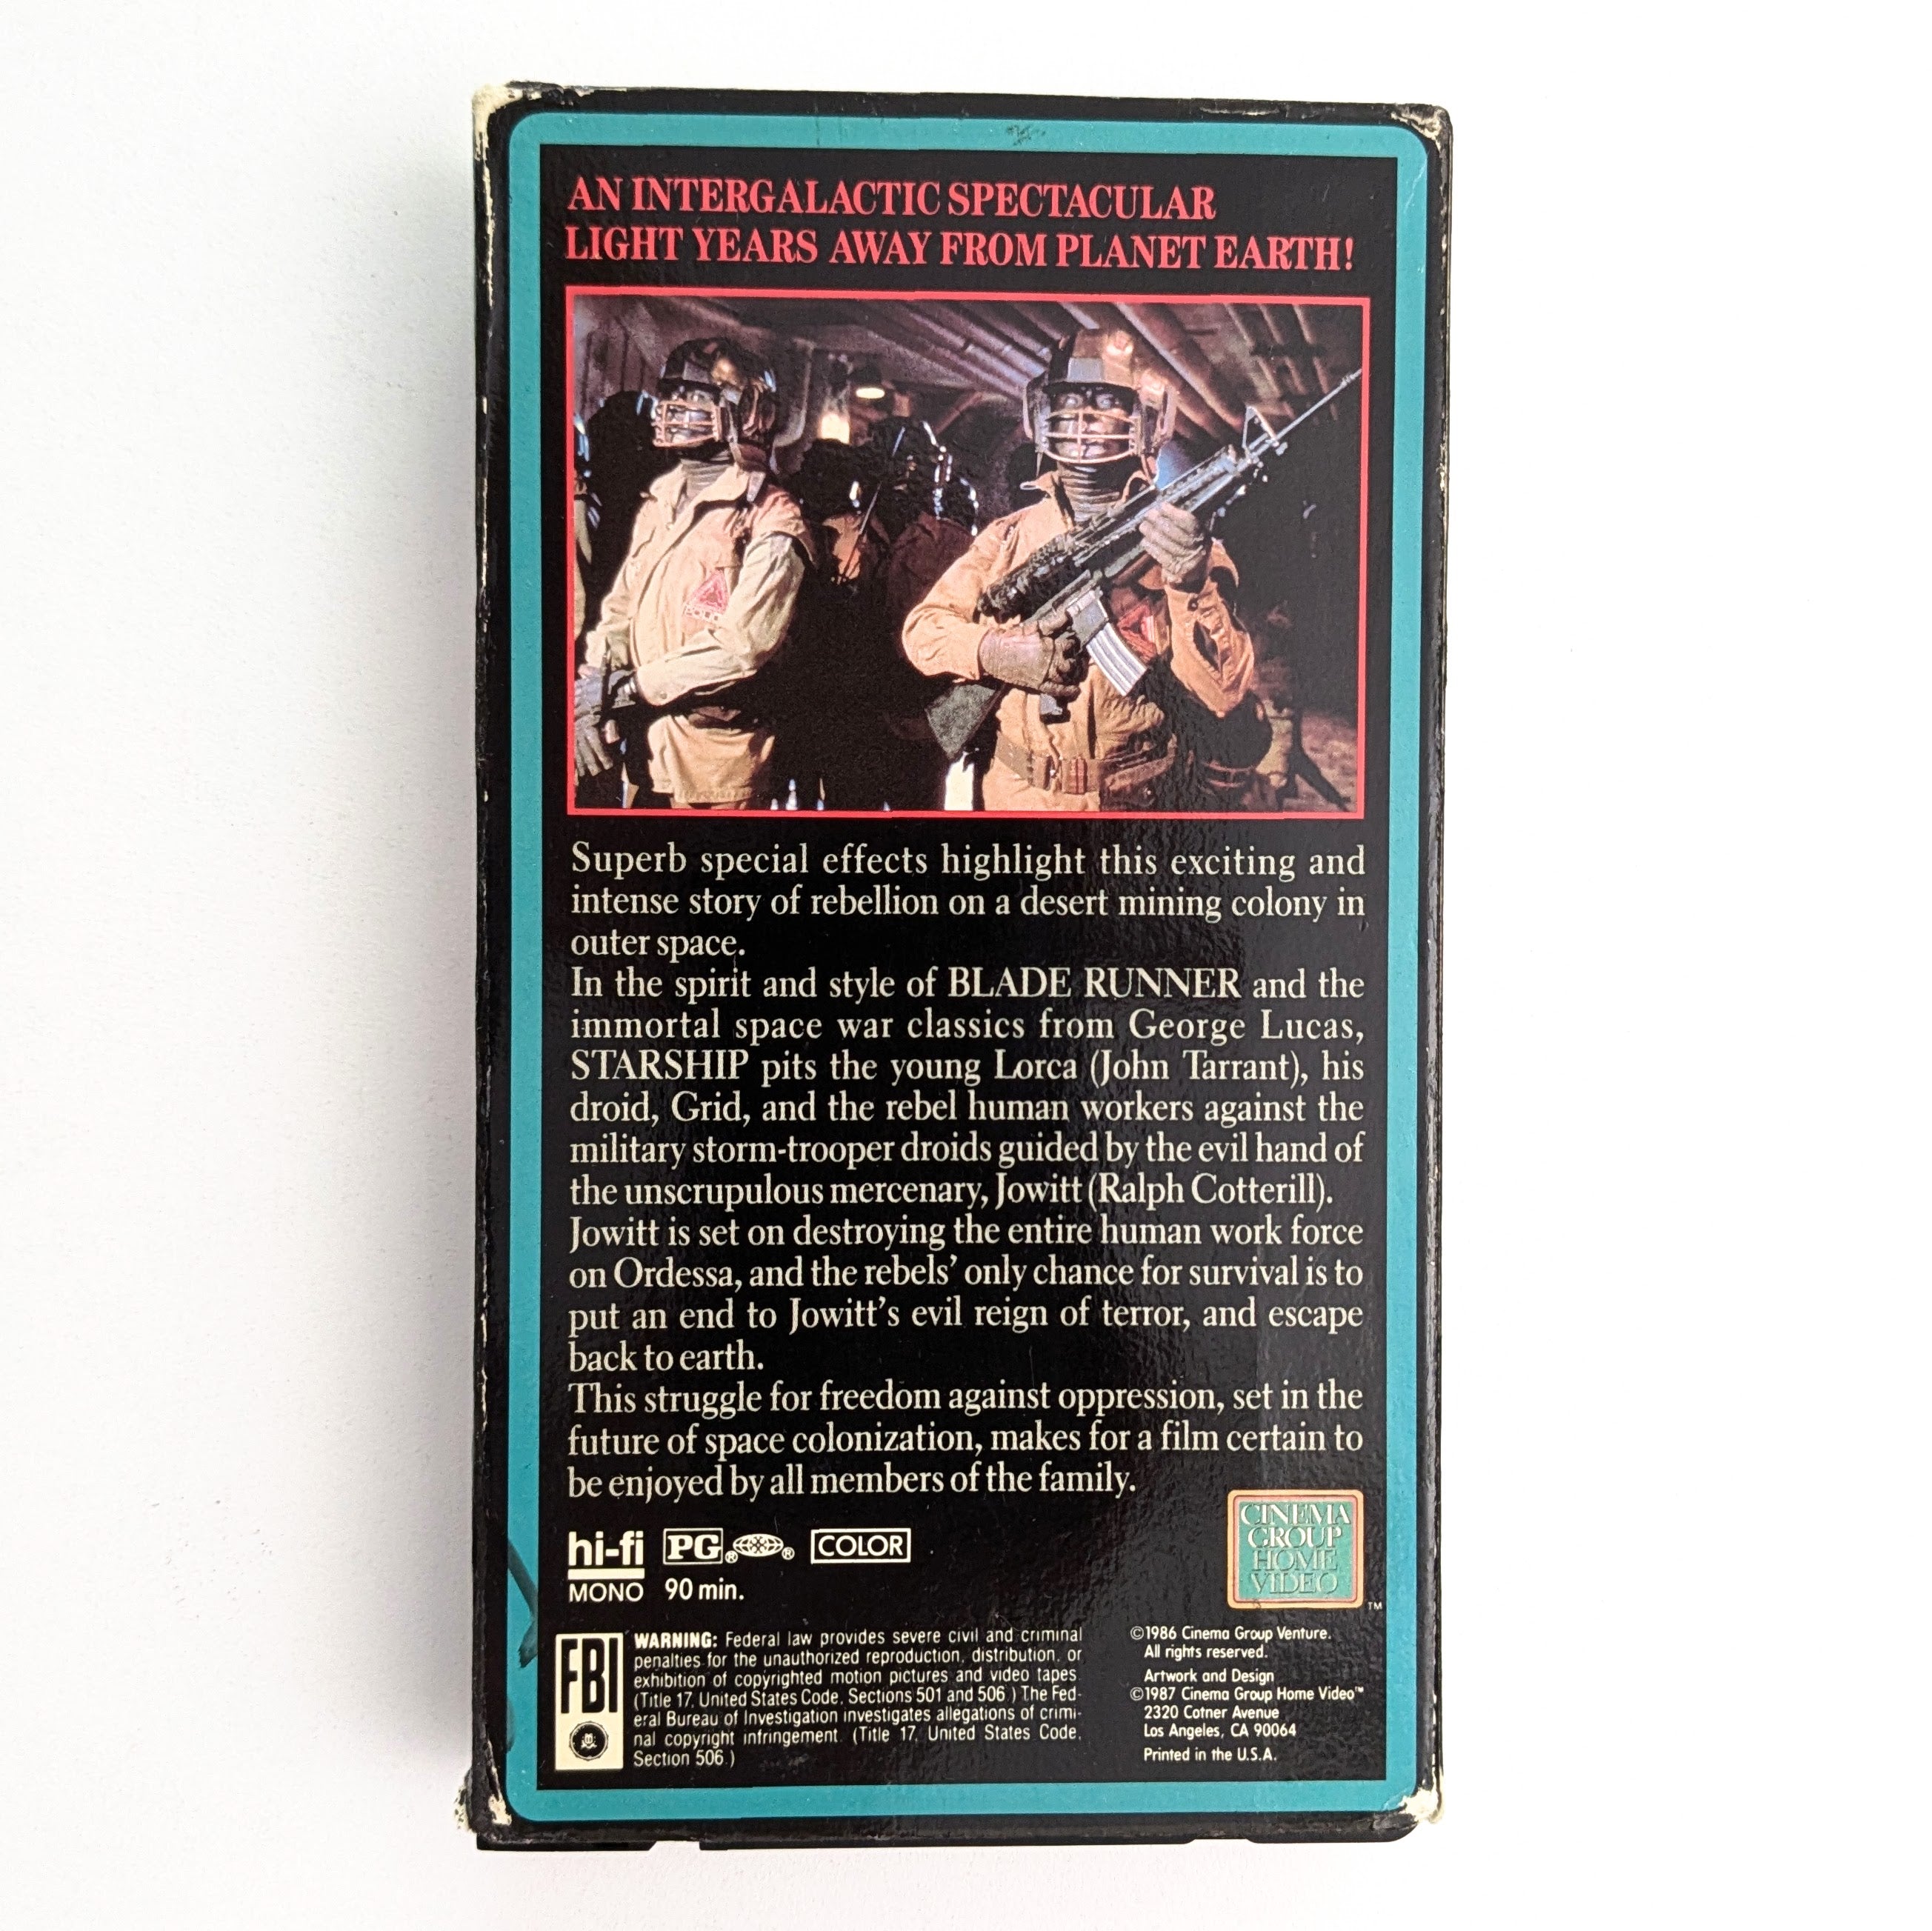 AN INTERGALACTIC SPECTACULAR
LIGHT YEARS AWAY FROM PLANET EARTH!
POLICE
Superb special effects highlight this exciting and
intense story of rebellion on a desert mining colony in
outer space.
In the spirit and style of BLADE RUNNER and the
immortal space war classics from George Lucas,
STARSHIP pits the young Lorca (John Tarrant), his
droid, Grid, and the rebel human workers against the
military storm-trooper droids guided by the evil hand of
the unscrupulous mercenary, Jowitt (Ralph Cotterill).
Jowitt is set on destroying the entire human work force
on Ordessa, and the rebels' only chance for survival is to
put an end to Jowitt's evil reign of terror, and escape
back to earth.
This struggle for freedom against oppression, set in the
future of space colonization, makes for a film certain to
be enjoyed by all members of the family.
hi-fi PG ® ® COLOR
MONO 90 min.
CINEMA
GROUP
HOME
VIDEO
TM
FBI
WARNING: Federal law provides severe civil and criminal
penalties for the unauthorized reproduction, distribution, or
exhibition of copyrighted motion pictures and video tapes.
(Title 17, United States Code, Sections 501 and 506.) The Fed-
eral Bureau of Investigation investigates allegations of crimi-
nal copyright infringement. (Title 17, United States Code,
Section 506.)
©1986 Cinema Group Venture.
All rights reserved.
Artwork and Design
©1987 Cinema Group Home Video™
2320 Cotner Avenue
Los Angeles, CA 90064
Printed in the U.S.A.